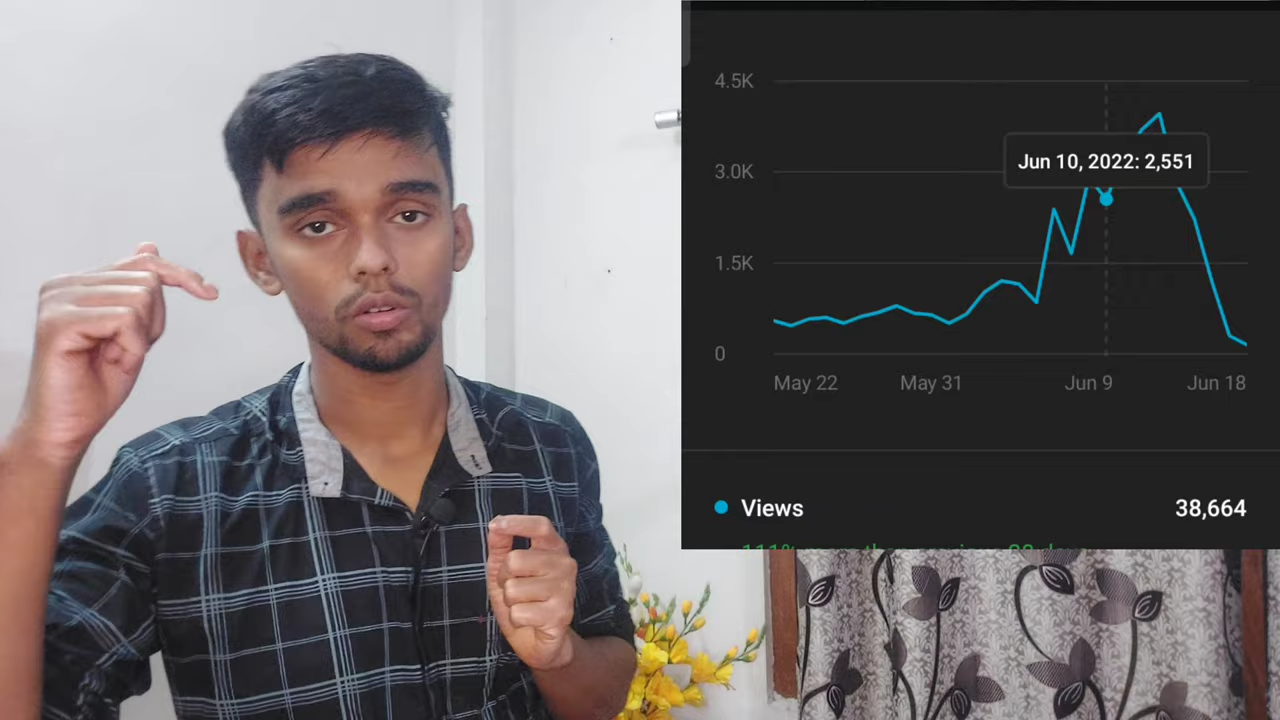 4.5K
Jun 10, 2022: 2,551
3.0K
1.5K
0
May 22 May 31 Jun 9 Jun 18
Views 38,664
111%